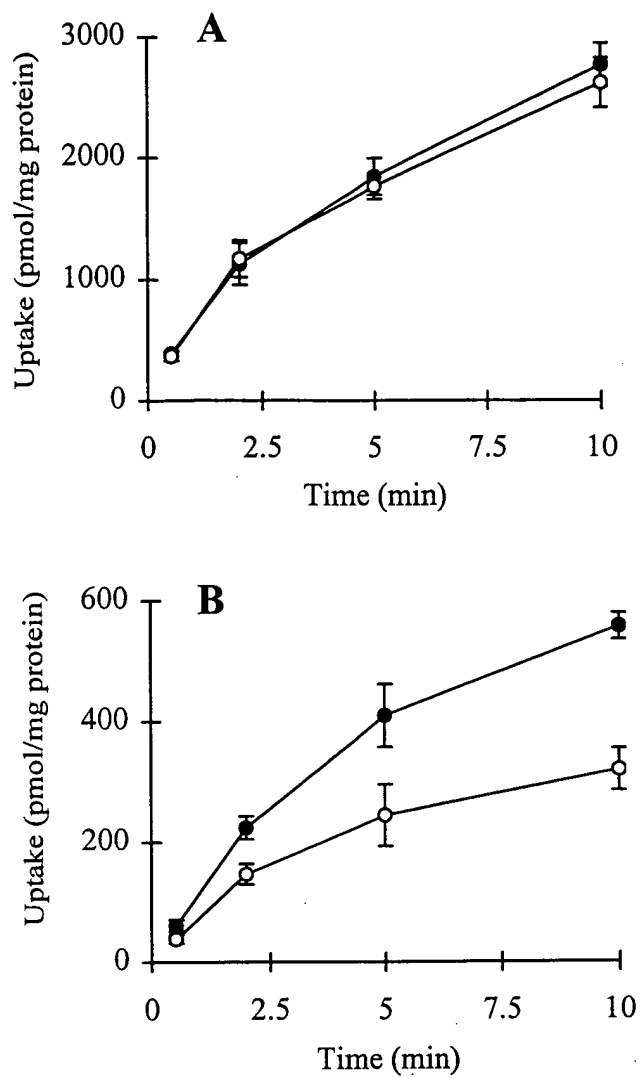 A
Uptake (pmol/mg protein)
3000
2000
1000
0
0 2.5 5 7.5 10
Time (min)
B
Uptake (pmol/mg protein)
600
400
200
0
0 2.5 5 7.5 10
Time (min)